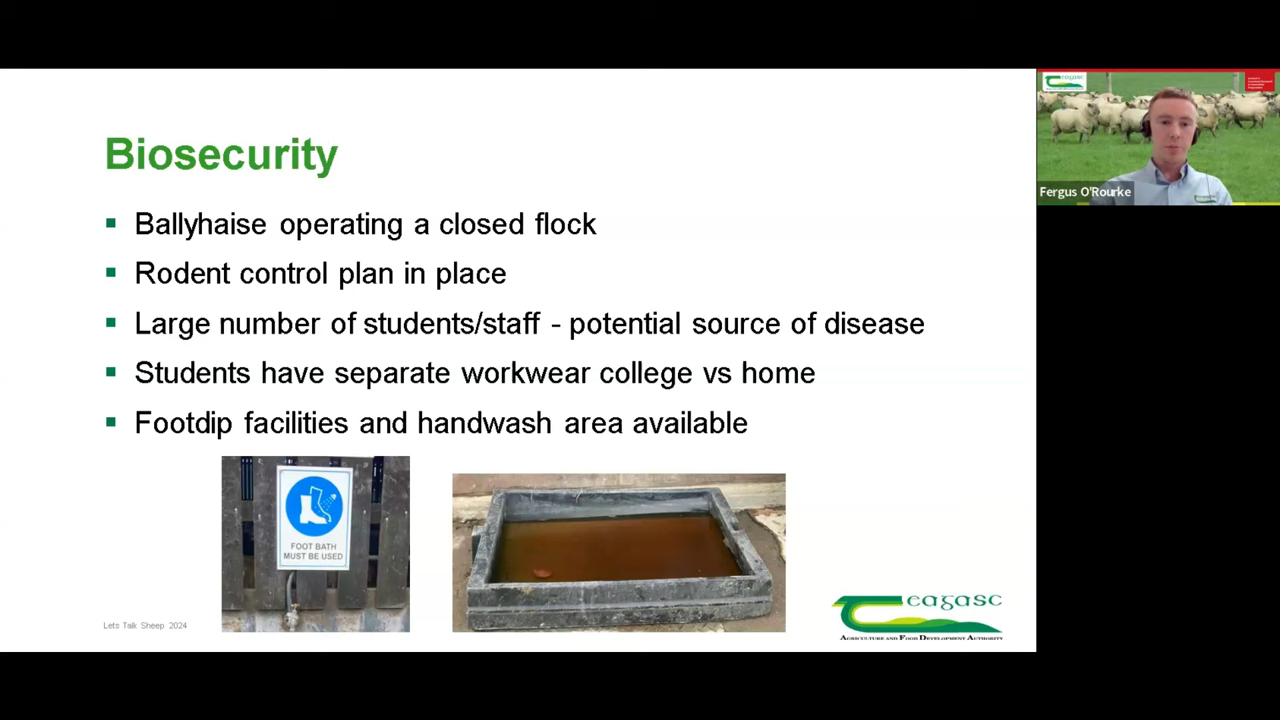 Biosecurity
Ballyhaise operating a closed flock
Rodent control plan in place
Large number of students/staff - potential source of disease
Students have separate workwear college vs home
Footdip facilities and handwash area available
FOOT BATH
MUST BE USED
Lets Talk Sheep 2024
teagasc
AGRICULTURE AND FOOD DEVELOPMENT AUTHORITY
teagasc
Fergus O'Rourke